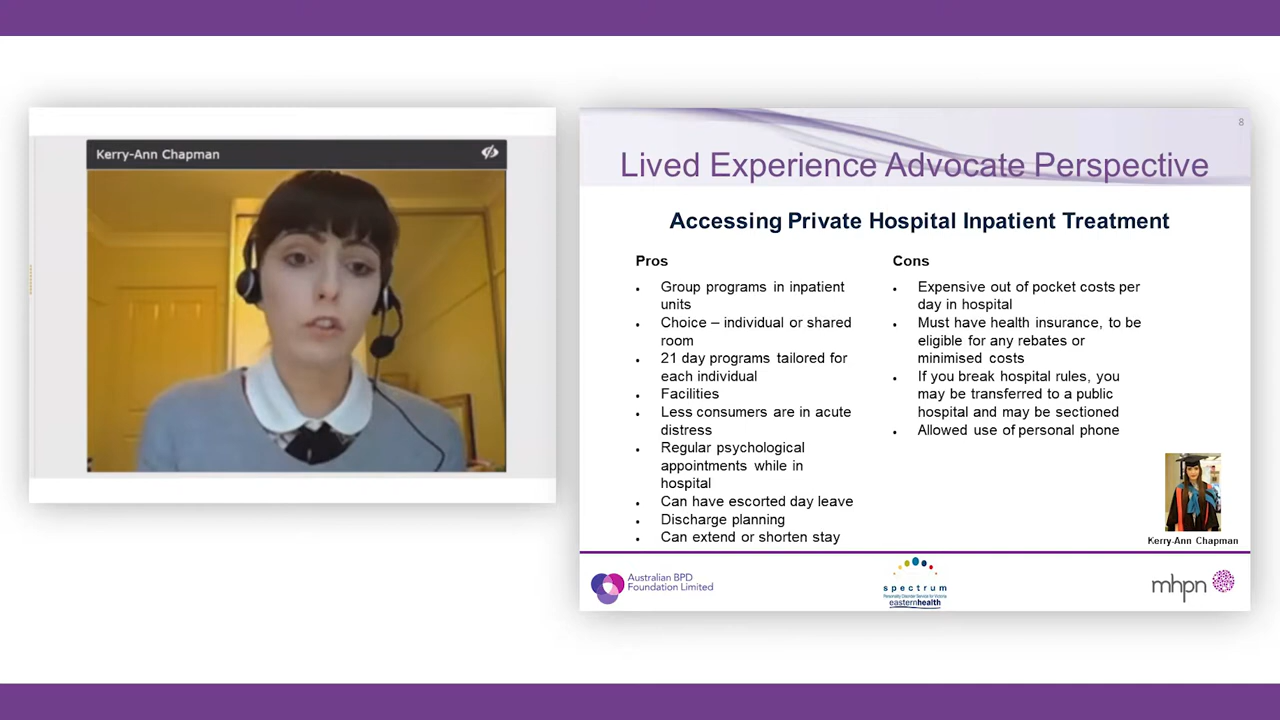 Kerry-Ann Chapman
8
Lived Experience Advocate Perspective
Accessing Private Hospital Inpatient Treatment
Pros
Group programs in inpatient
units
Choice – individual or shared
room
21 day programs tailored for
each individual
Facilities
Less consumers are in acute
distress
Regular psychological
appointments while in
hospital
Can have escorted day leave
Discharge planning
Can extend or shorten stay
Cons
Expensive out of pocket costs per
day in hospital
Must have health insurance, to be
eligible for any rebates or
minimised costs
If you break hospital rules, you
may be transferred to a public
hospital and may be sectioned
Allowed use of personal phone
Kerry-Ann Chapman
Australian BPD
Foundation Limited
spectrum
Personality Disorder Service for Victoria
easternhealth
mhpn